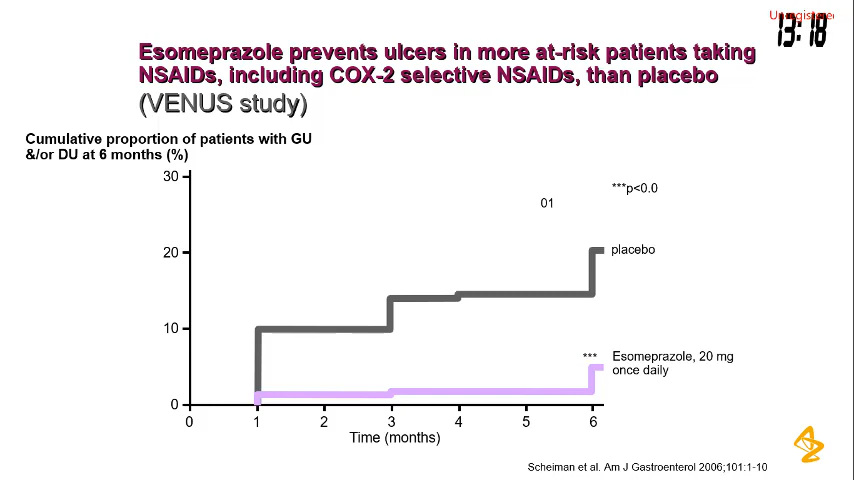 Unregistered
13:18
Esomeprazole prevents ulcers in more at-risk patients taking
NSAIDs, including COX-2 selective NSAIDs, than placebo
(VENUS study)
Cumulative proportion of patients with GU
&/or DU at 6 months (%)
30
***p<0.0
01
20
placebo
10
***
Esomeprazole, 20 mg
once daily
0
0 1 2 3 4 5 6
Time (months)
Scheiman et al. Am J Gastroenterol 2006;101:1-10